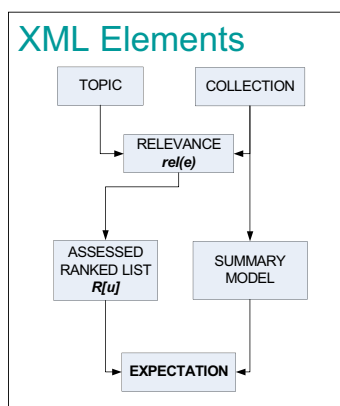 XML Elements
TOPIC
COLLECTION
RELEVANCE
rel(e)
ASSESSED
RANKED LIST
R[u]
SUMMARY
MODEL
EXPECTATION